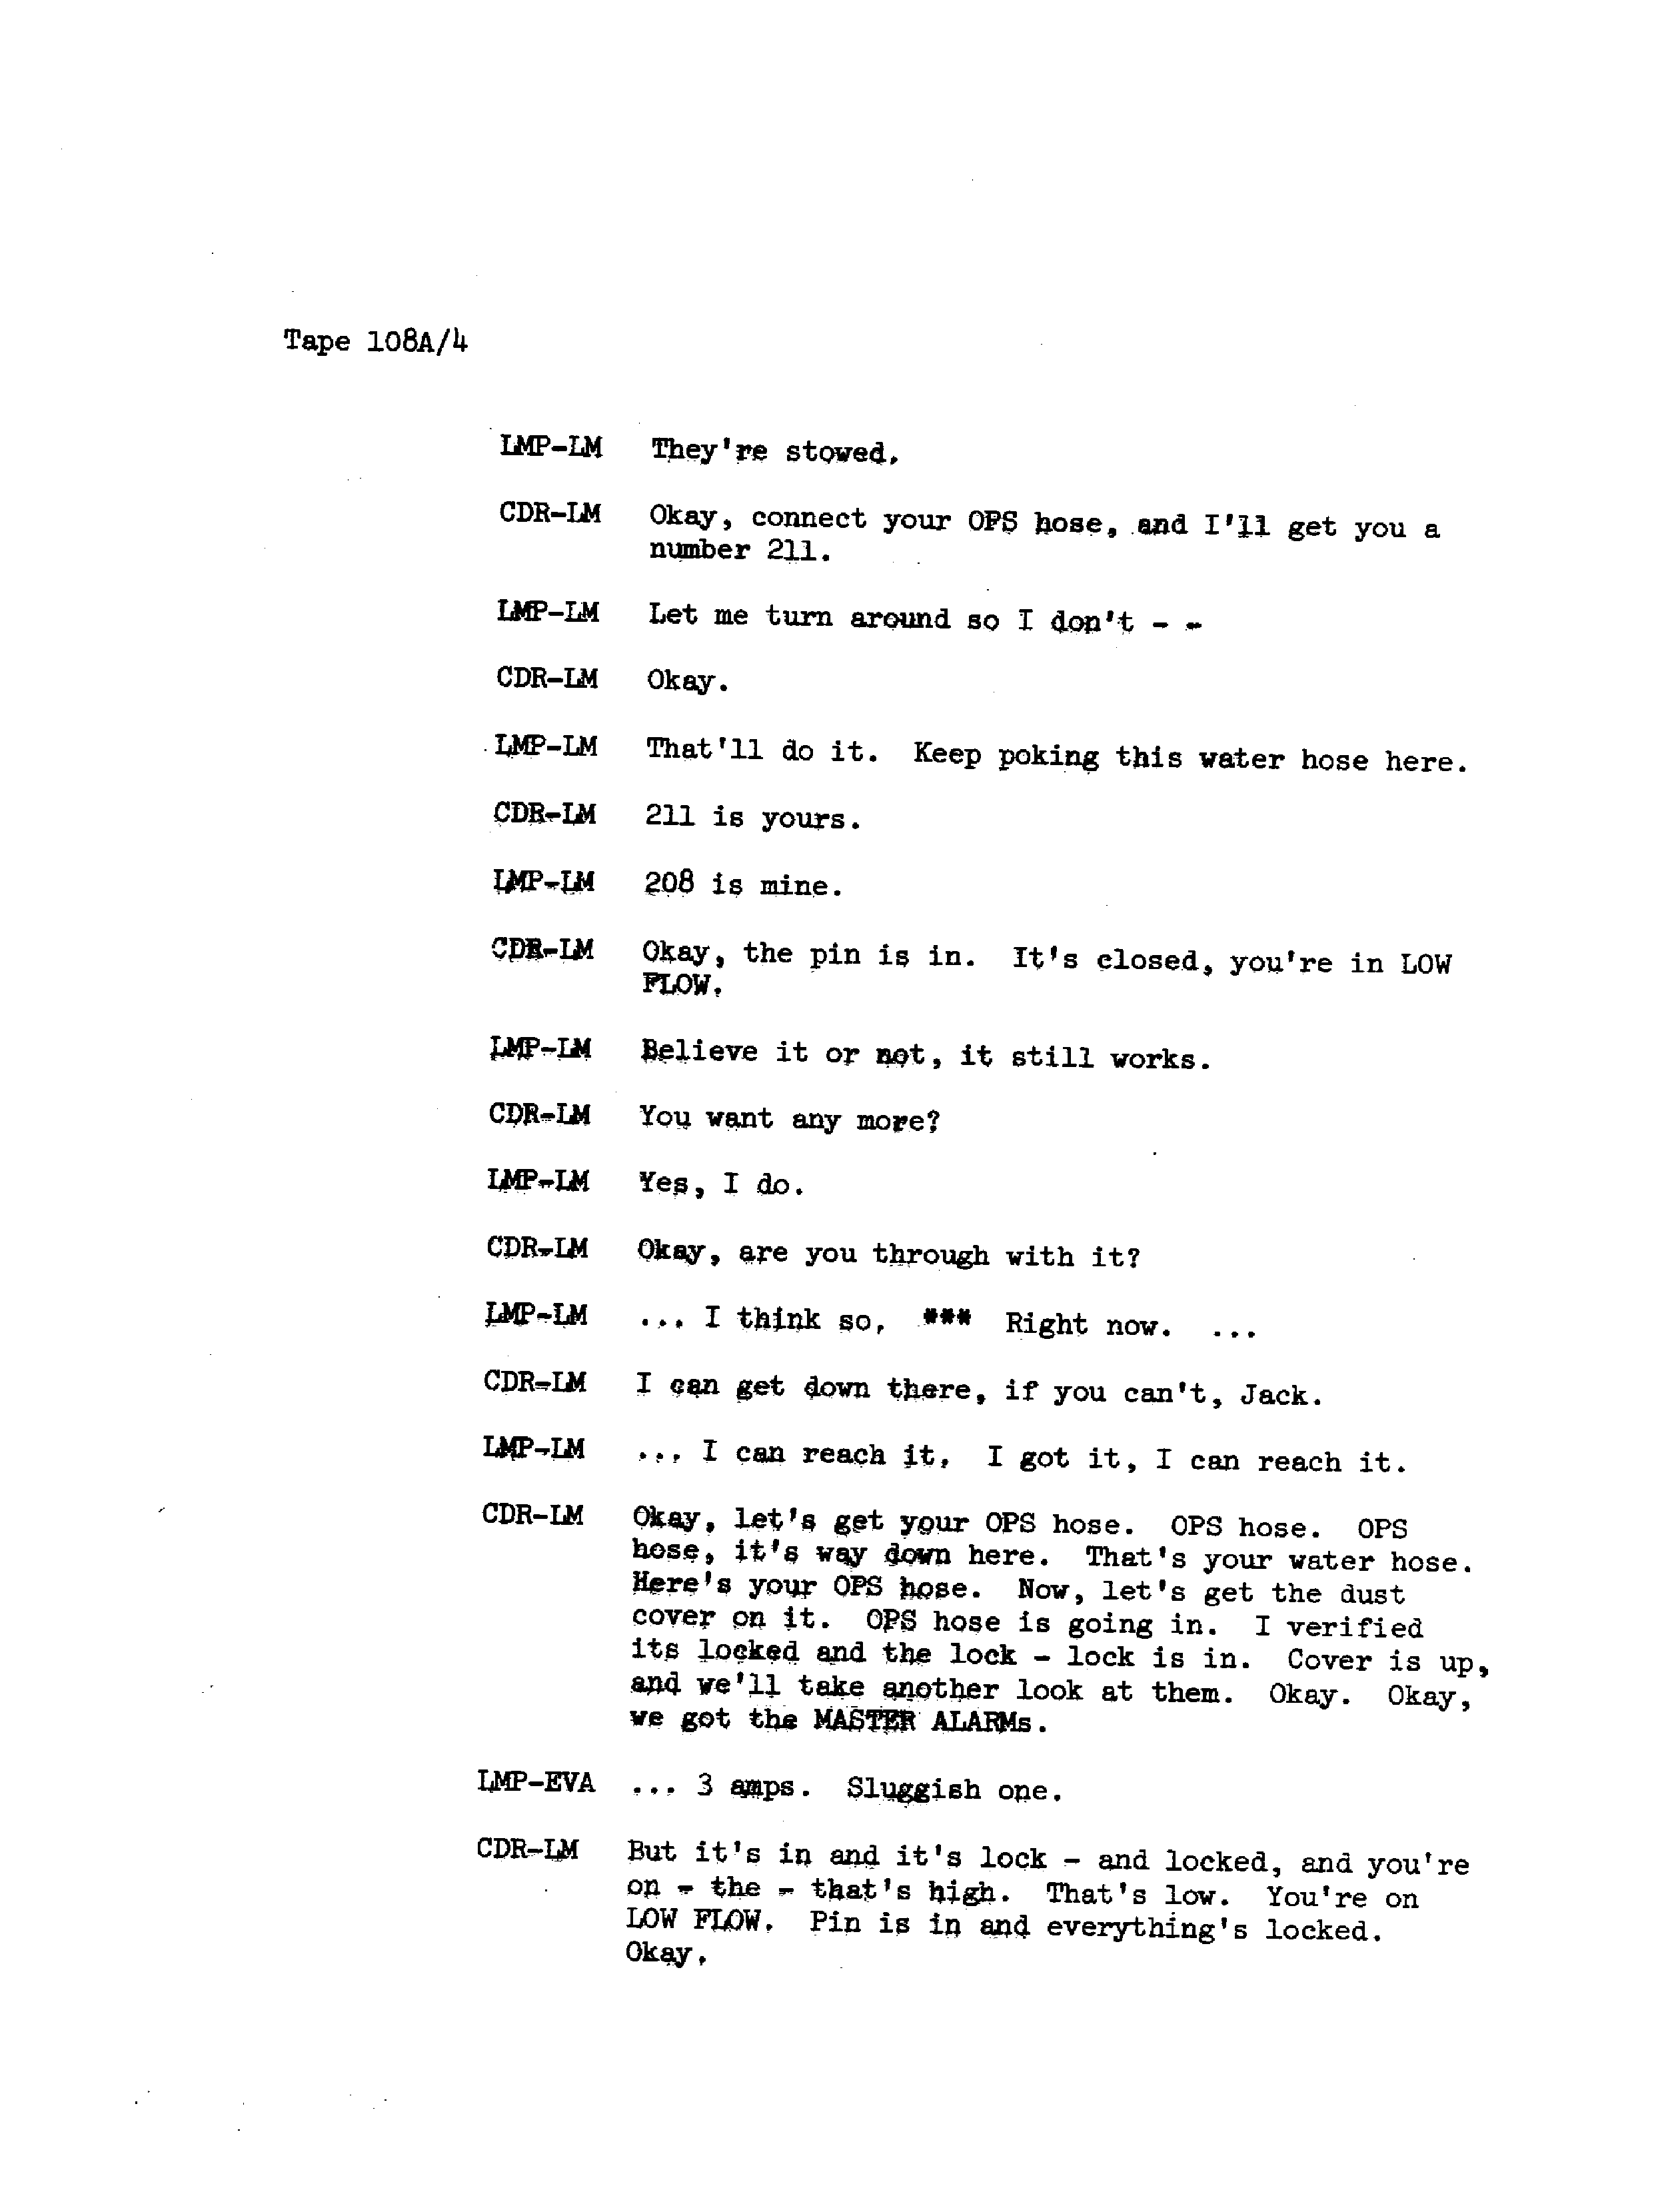 Tape 108A/4
LMP-LM They're stowed.
CDR-LM Okay, connect your OPS hose, and I'll get you a
number 211.
LMP-LM Let me turn around so I don't - -
CDR-LM Okay.
LMP-LM That'll do it. Keep poking this water hose here.
CDR-LM 211 is yours.
LMP-LM 208 is mine.
CDR-LM Okay, the pin is in. It's closed, you're in LOW
FLOW.
LMP-LM Believe it or not, it still works.
CDR-LM You want any more?
LMP-LM Yes, I do.
CDR-LM Okay, are you through with it?
LMP-LM ... I think so, *** Right now. ...
CDR-LM I can get down there, if you can't, Jack.
LMP-LM ... I can reach it. I got it, I can reach it.
CDR-LM Okay, let's get your OPS hose. OPS hose. OPS
hose, it's way down here. That's your water hose.
Here's your OPS hose. Now, let's get the dust
cover on it. OPS hose is going in. I verified
its locked and the lock - lock is in. Cover is up,
and we'll take another look at them. Okay. Okay,
we got the MASTER ALARMs.
LMP-EVA ... 3 amps. Sluggish one.
CDR-LM But it's in and it's lock - and locked, and you're
on - the - that's high. That's low. You're on
LOW FLOW. Pin is in and everything's locked.
Okay.